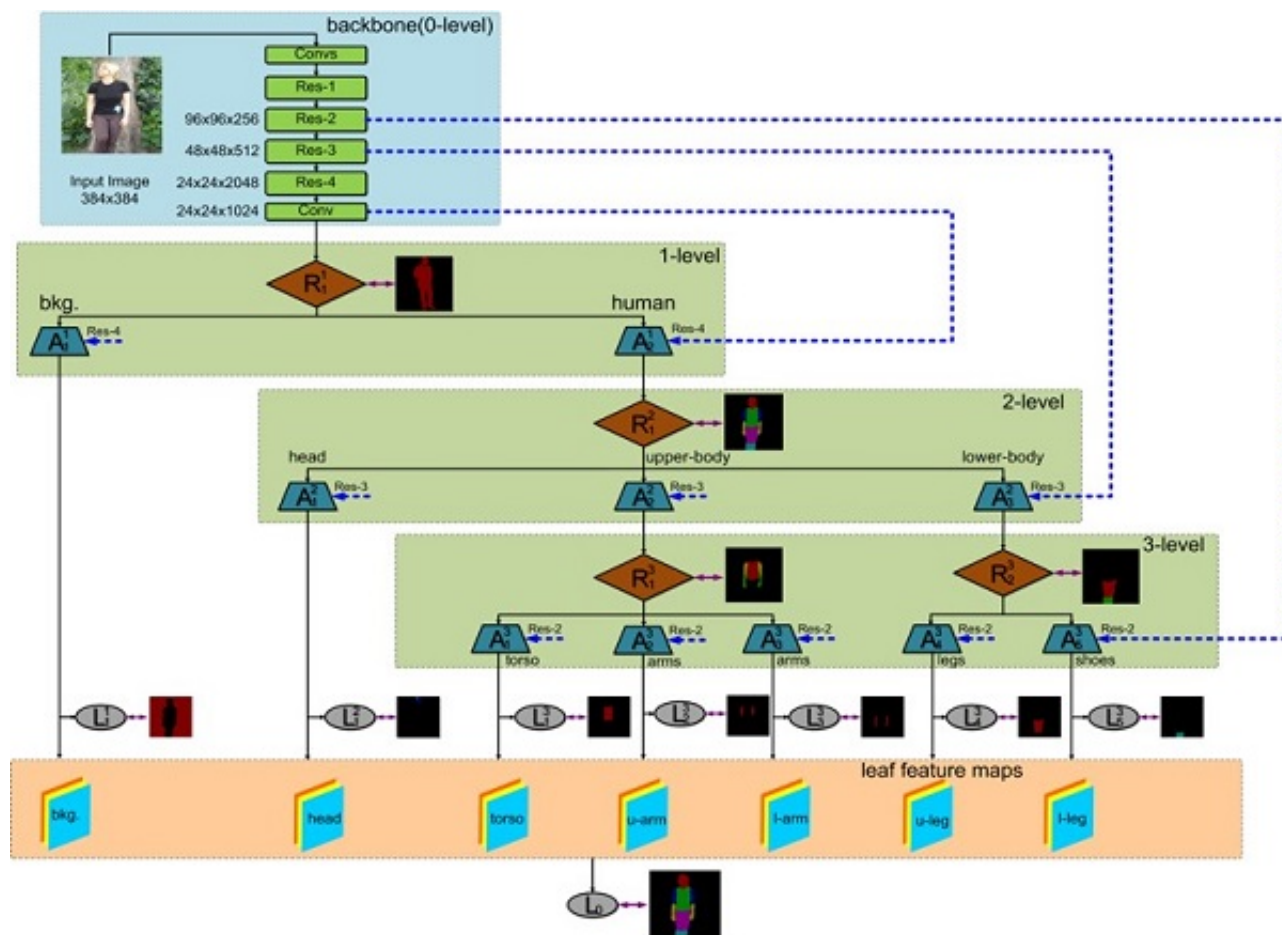 backbone(0-level)
Convs
Res-1
96x96x256 Res-2
48x48x512 Res-3
Input Image 24x24x2048 Res-4
384x384 24x24x1024 Conv
1-level
R
bkg. human
Res-4 Res-4
A A
2-level
R
head upper-body lower-body
Res-3 Res-3 Res-3
A A A
3-level
R R
Res-2 Res-2 Res-2 Res-2 Res-2
A A A A A
torso arms arms legs shoes
L L L L L L L
leaf feature maps
bkg. head torso u-arm l-arm u-leg l-leg
L0